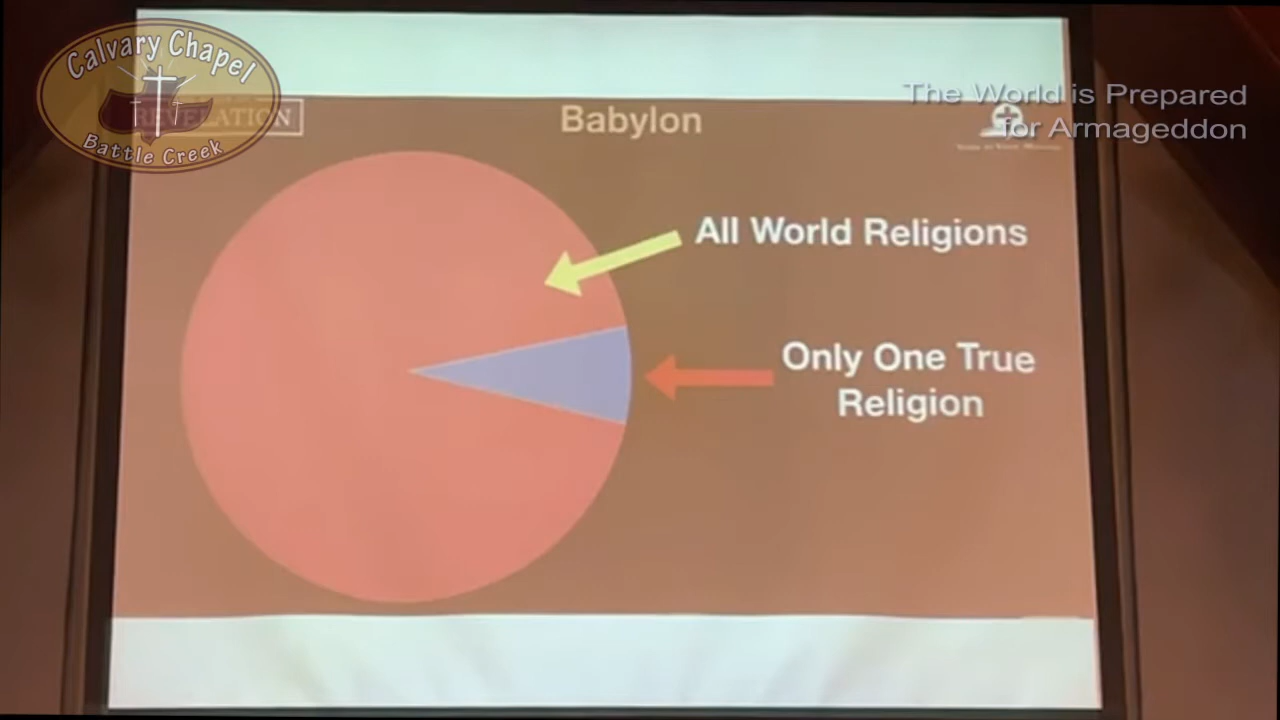 Calvary Chapel
Battle Creek
REVELATION
Babylon
The World is Prepared
for Armageddon
All World Religions
Only One True
Religion